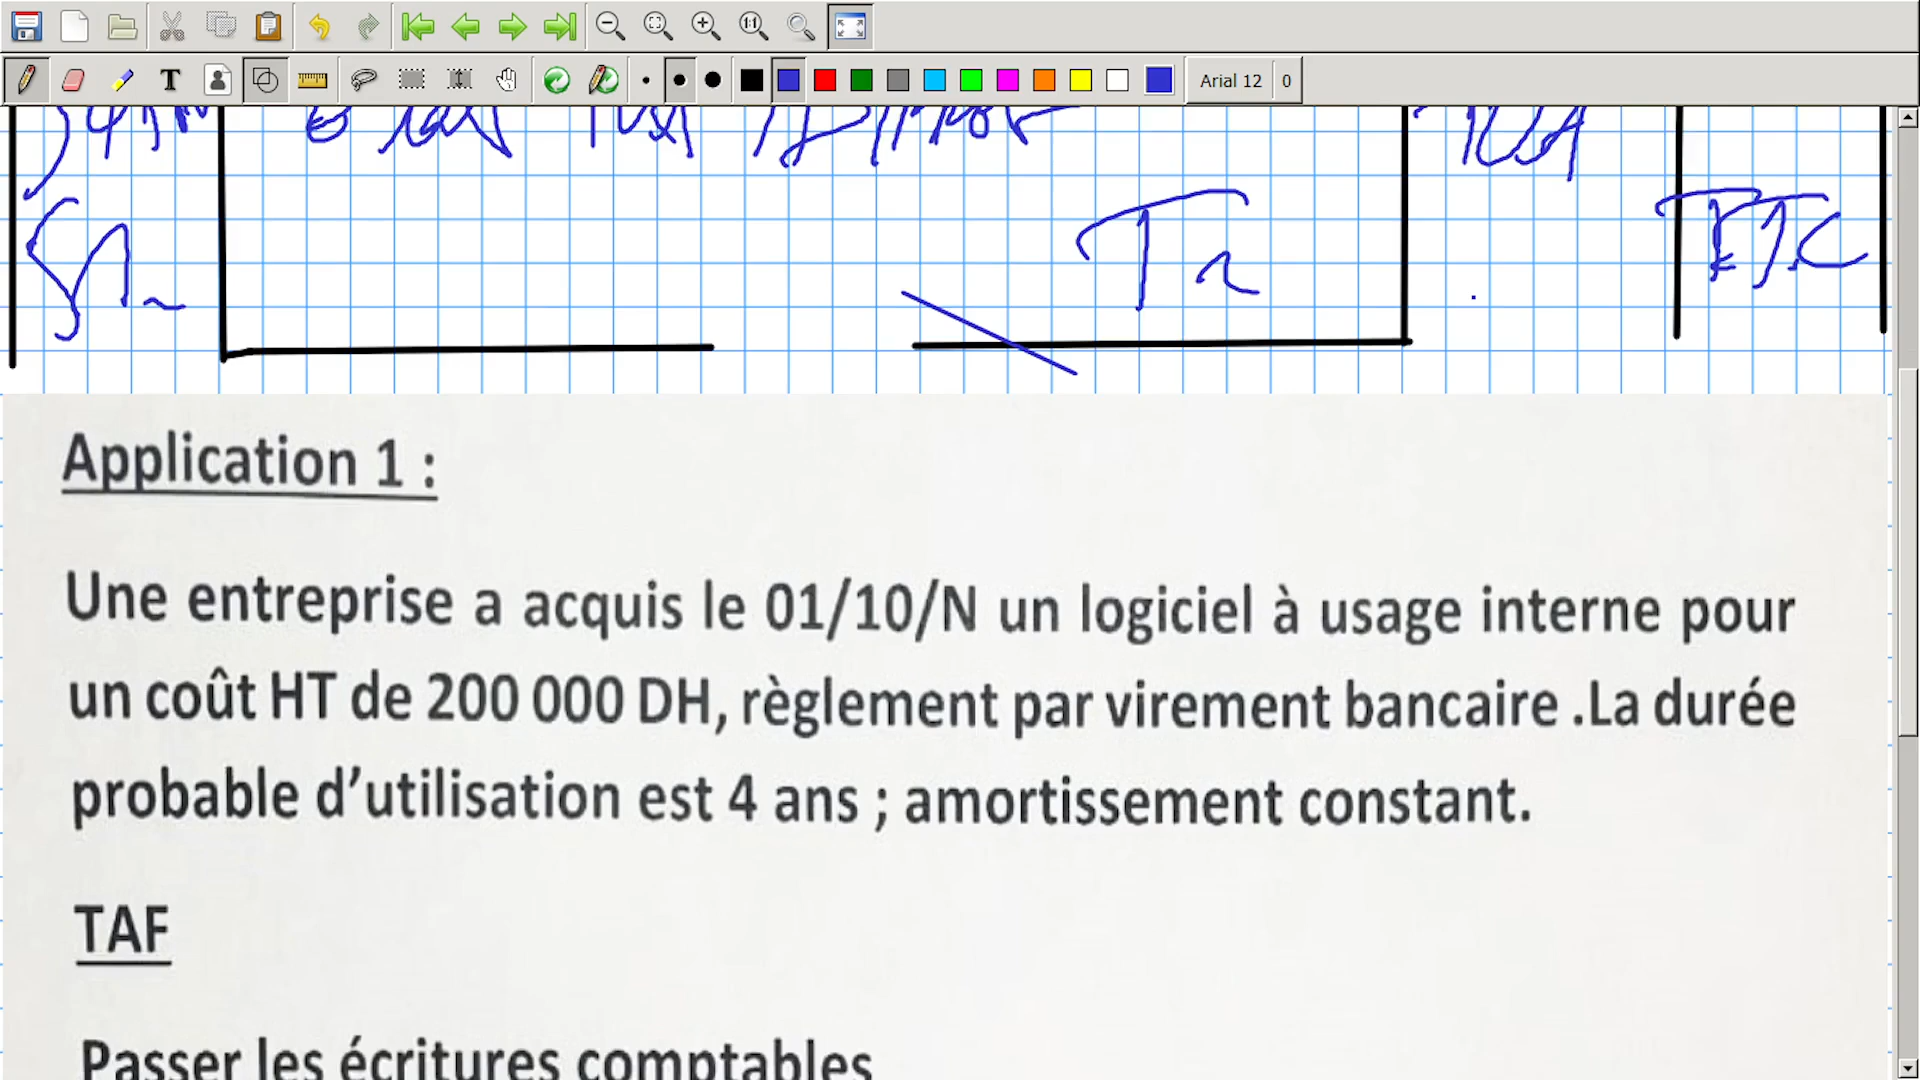 Arial 12 0
TTC
Application 1 :
Une entreprise a acquis le 01/10/N un logiciel à usage interne pour
un coût HT de 200 000 DH, règlement par virement bancaire .La durée
probable d’utilisation est 4 ans ; amortissement constant.
TAF
Passer les écritures comptables